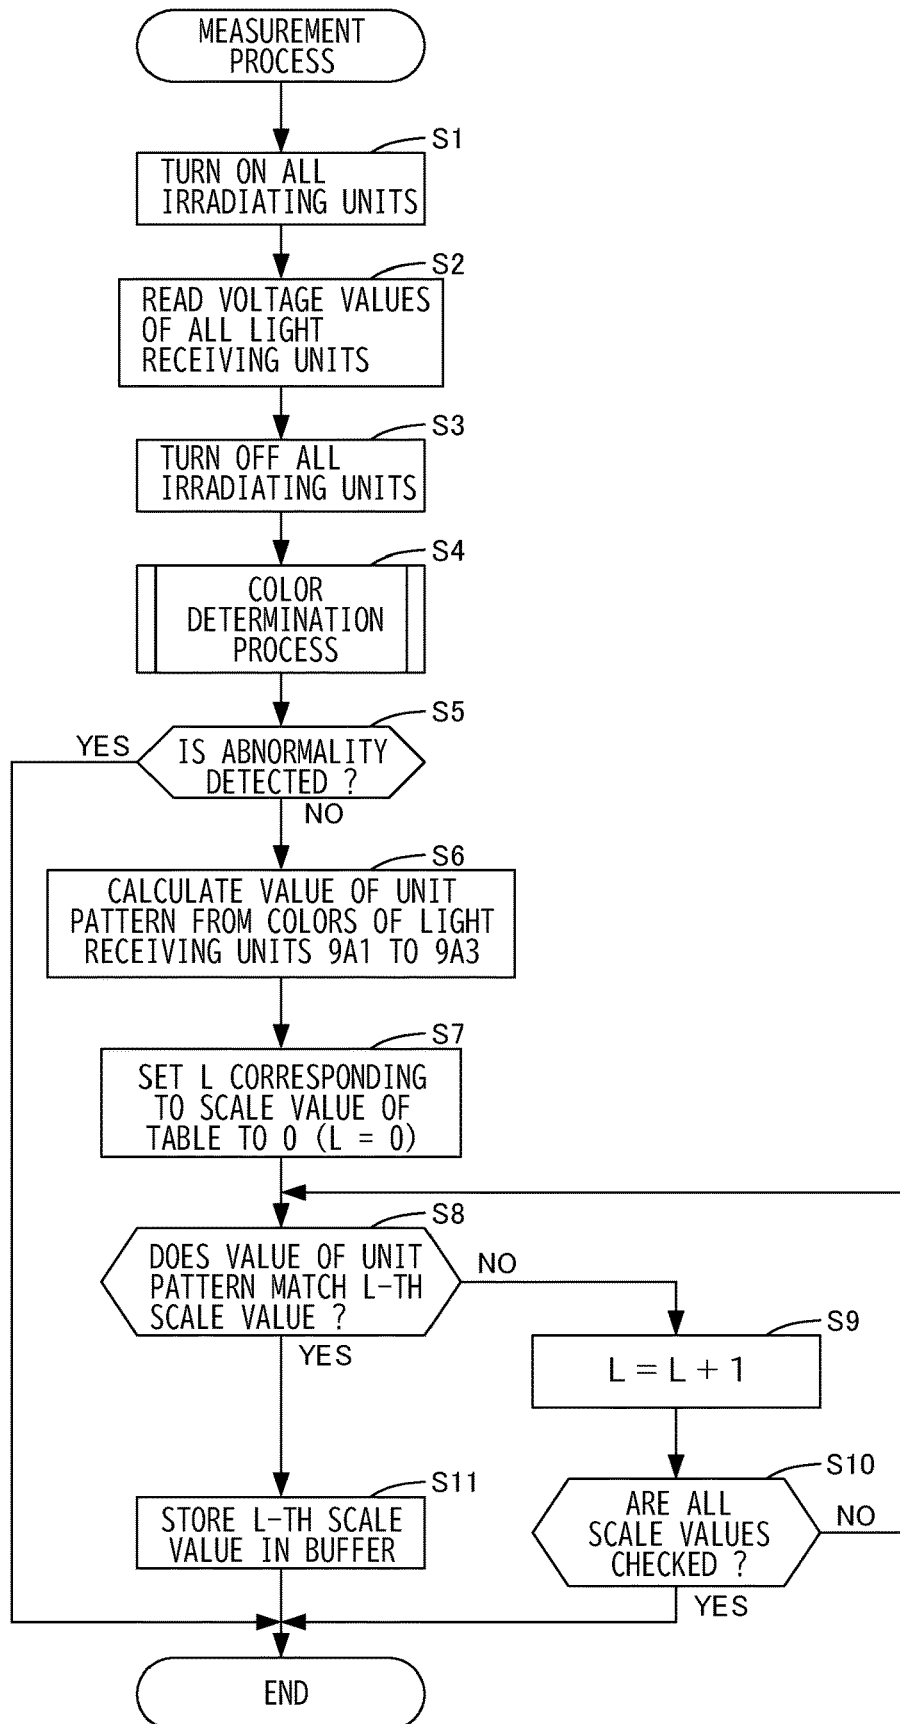 MEASUREMENT
PROCESS
S1
TURN ON ALL
IRRADIATING UNITS
S2
READ VOLTAGE VALUES
OF ALL LIGHT
RECEIVING UNITS
S3
TURN OFF ALL
IRRADIATING UNITS
S4
COLOR
DETERMINATION
PROCESS
S5
YES
IS ABNORMALITY
DETECTED ?
NO
S6
CALCULATE VALUE OF UNIT
PATTERN FROM COLORS OF LIGHT
RECEIVING UNITS 9A1 TO 9A3
S7
SET L CORRESPONDING
TO SCALE VALUE OF
TABLE TO 0 (L = 0)
S8
DOES VALUE OF UNIT
PATTERN MATCH L-TH
SCALE VALUE ?
NO
YES
S9
L = L + 1
S10
ARE ALL
SCALE VALUES
CHECKED ?
NO
YES
S11
STORE L-TH SCALE
VALUE IN BUFFER
END